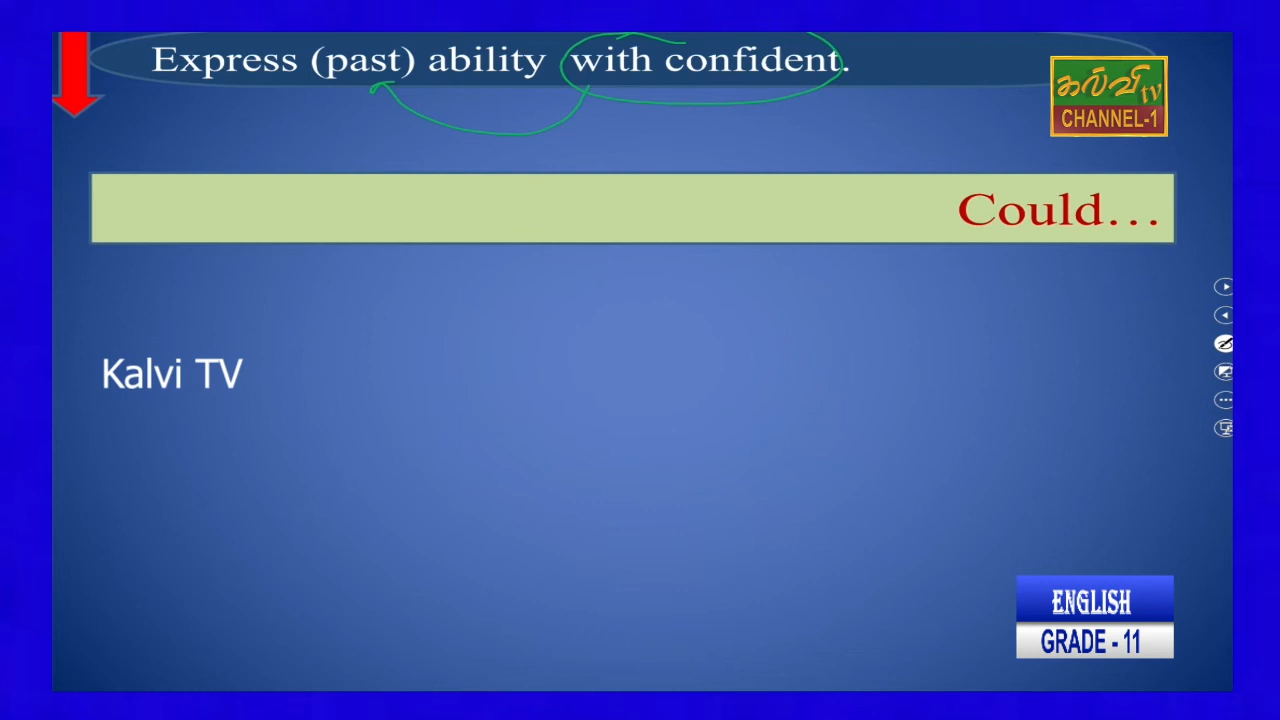 Express (past) ability with confident.
கல்வி tv
CHANNEL-1
Could...
Kalvi TV
ENGLISH
GRADE - 11